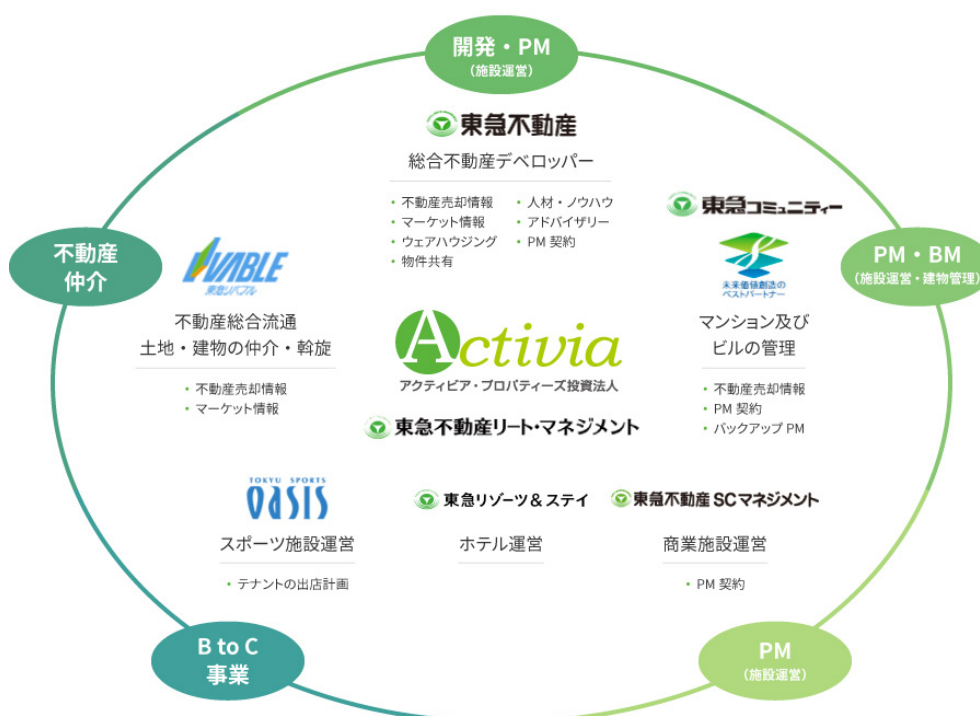 開発・PM
（施設運営）
東急不動産
総合不動産デベロッパー
・不動産売却情報
・マーケット情報
・ウェアハウジング
・物件共有
・人材・ノウハウ
・アドバイザリー
・PM 契約
不動産
仲介
VABLE
東急リバブル
不動産総合流通
土地・建物の仲介・斡旋
・不動産売却情報
・マーケット情報
Activia
アクティビア・プロパティーズ投資法人
東急不動産リート・マネジメント
東急コミュニティー
未来価値創造の
ベストパートナー
マンション及び
ビルの管理
・不動産売却情報
・PM 契約
・バックアップ PM
PM・BM
（施設運営・建物管理）
TOKYU SPORTS
OASIS
スポーツ施設運営
・テナントの出店計画
東急リゾーツ＆ステイ
ホテル運営
東急不動産 SCマネジメント
商業施設運営
・PM 契約
B to C
事業
PM
（施設運営）